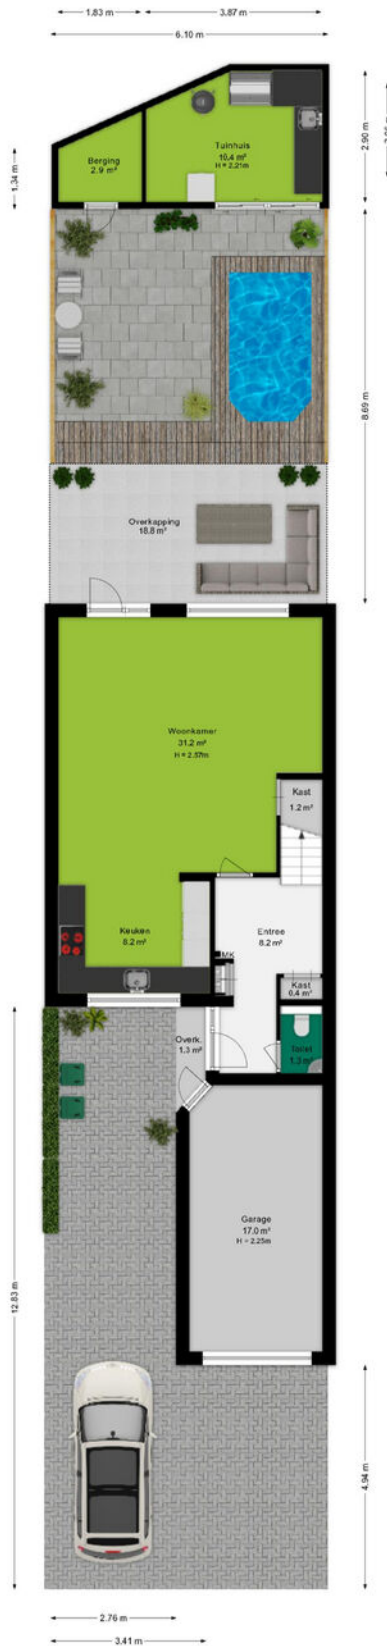 1.83 m
3.87 m
6.10 m
2.90 m
1.34 m
Berging
2.9 m²
Tuinhuis
10.4 m²
H = 2.21m
8.69 m
Overkapping
18.8 m²
Woonkamer
31.2 m²
H = 2.57m
Kast
1.2 m²
Keuken
8.2 m²
Entree
8.2 m²
MK
Kast
0.4 m²
Overk.
1.3 m²
Toilet
1.3 m²
Garage
17.0 m²
H = 2.25m
12.83 m
4.94 m
2.76 m
3.41 m